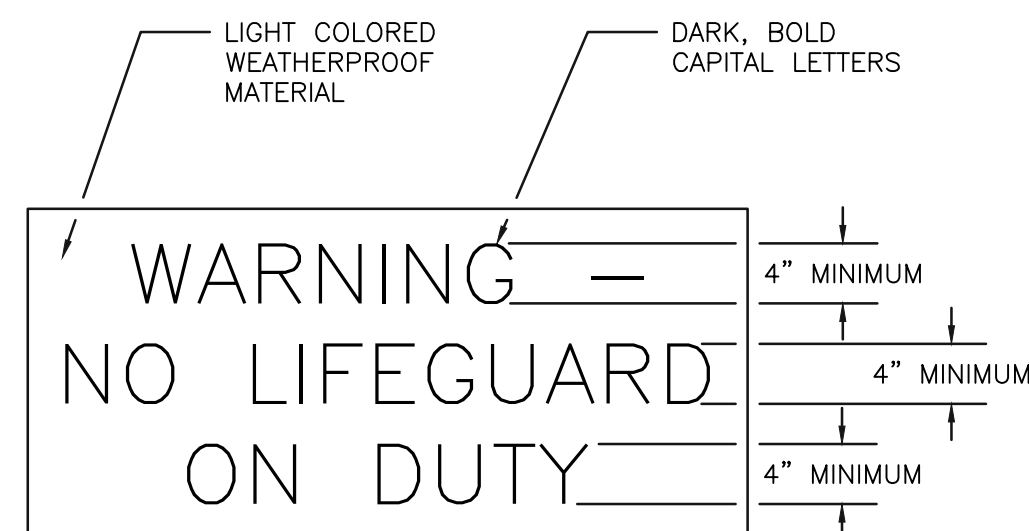 LIGHT COLORED
WEATHERPROOF
MATERIAL
DARK, BOLD
CAPITAL LETTERS
WARNING —
4” MINIMUM
NO LIFEGUARD
4” MINIMUM
ON DUTY
4” MINIMUM